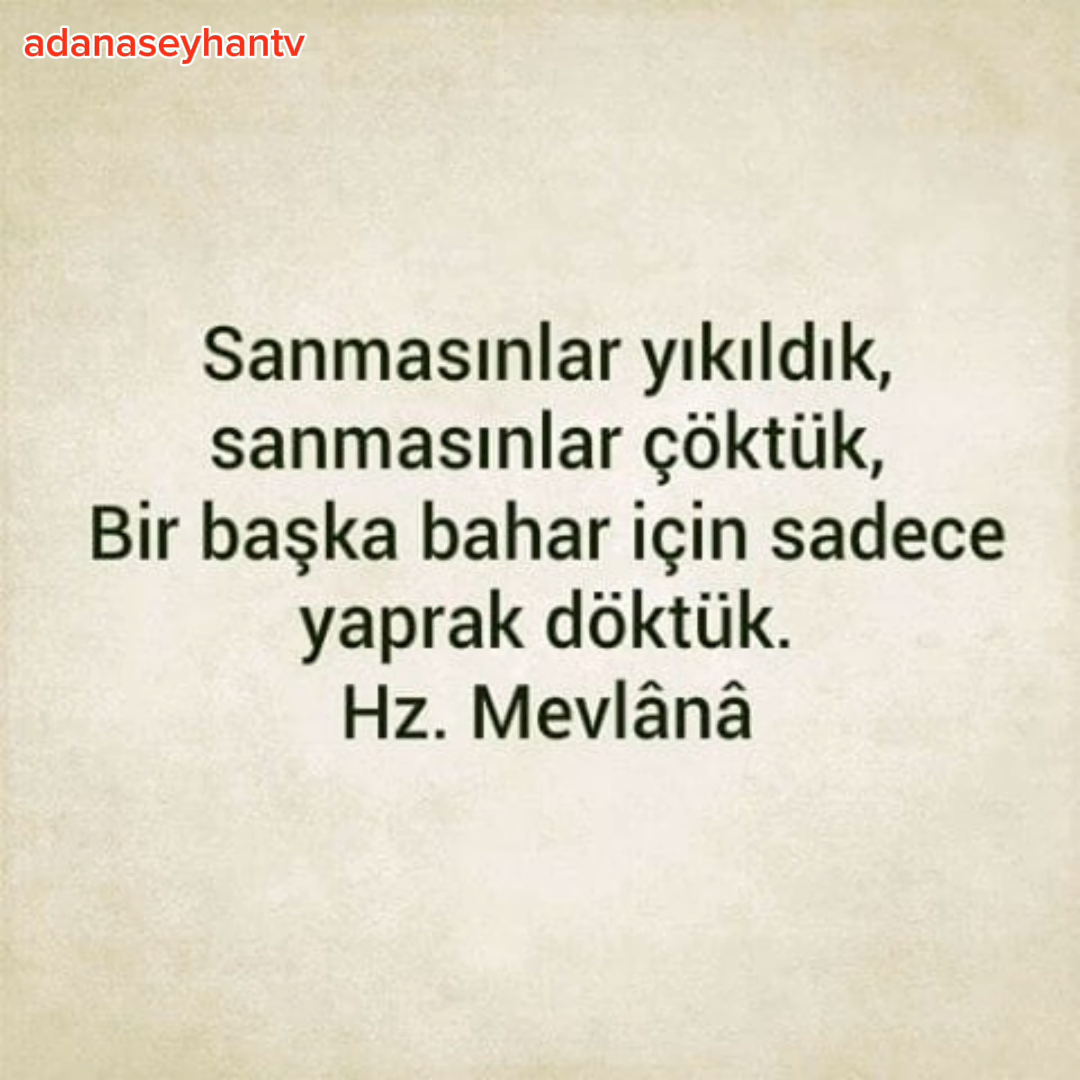 adanaseyhantv
Sanmasınlar yıkıldık,
sanmasınlar çöktük,
Bir başka bahar için sadece
yaprak döktük.
Hz. Mevlânâ